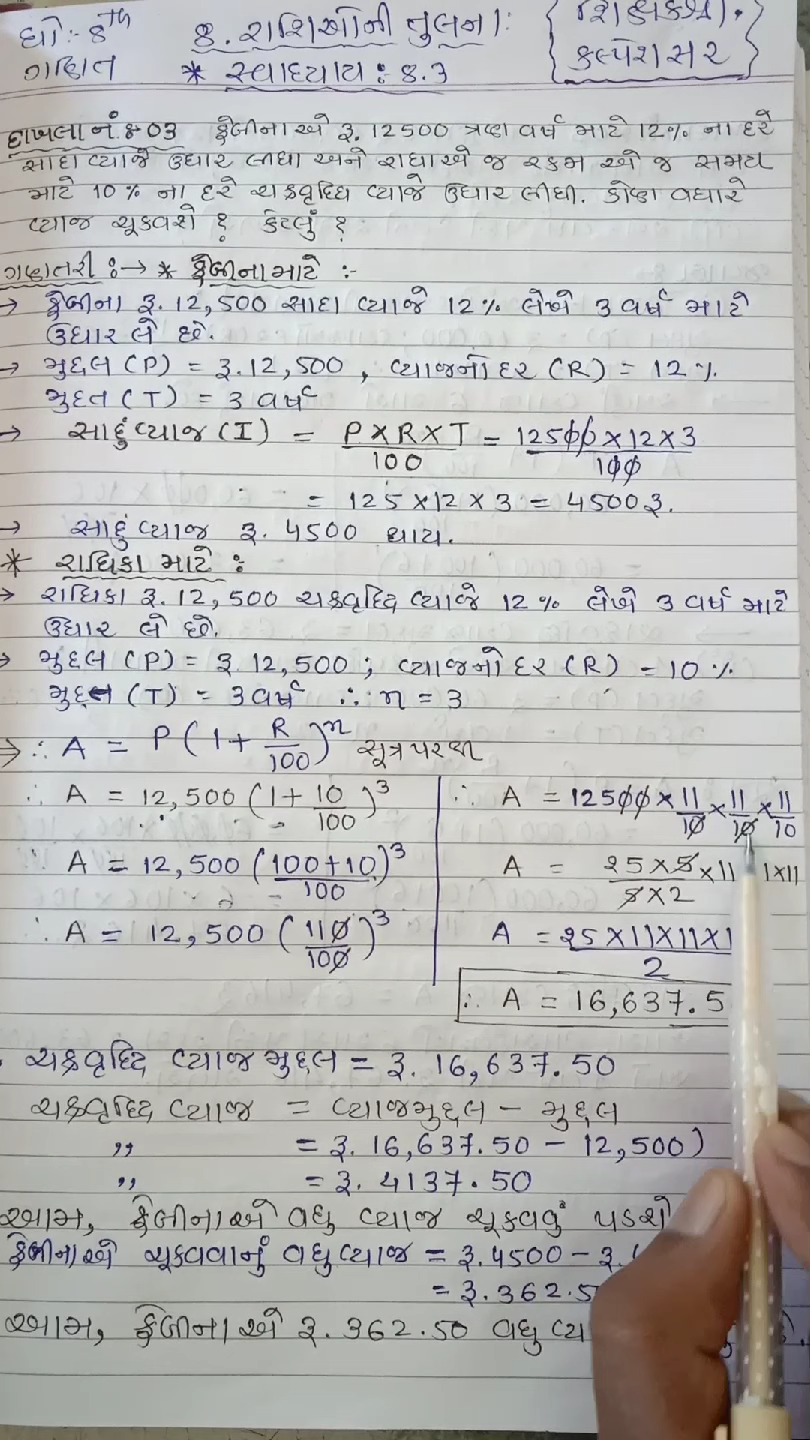 ધો:- 8th 8. રાશિઓની તુલના: { શિક્ષકશ્રી.
ગણિત * સ્વાધ્યાય : 8.3 કલ્પેશ સર }
દાખલા નં.8 03 ફેબીનાએ રૂ. 12500 ત્રણ વર્ષ માટે 12% ના દરે
સાદા વ્યાજે ઉધાર લીધા અને રાધાએ જ રકમ એ જ સમય
માટે 10% ના દરે ચક્રવૃધ્ધિ વ્યાજે ઉધાર લીધી. કોણ વધારે
વ્યાજ ચૂકવશે ? કેટલું ?
ગણતરી :→ * ફેબીના માટે :-
→ ફેબીના રૂ. 12,500 સાદા વ્યાજે 12% લેખે 3 વર્ષ માટે
ઉધાર લે છે.
→ મુદ્દલ (P) = રૂ.12,500 , વ્યાજનો દર (R) = 12 %
મુદત (T) = 3 વર્ષ
→ સાદું વ્યાજ (I) = P X R X T / 100 = 12500 x 12 x 3 / 100
= 125 x 12 x 3 = 4500 રૂ.
→ સાદું વ્યાજ રૂ. 4500 થાય.
* રાધિકા માટે :
→ રાધિકા રૂ. 12,500 ચક્રવૃધ્ધિ વ્યાજે 12 % લેખે 3 વર્ષ માટે
ઉધાર લે છે.
→ મુદ્દલ (P) = રૂ. 12,500 ; વ્યાજનો દર (R) = 10 %
મુદ્દત (T) = 3 વર્ષ ∴ n = 3
⇒ ∴ A = P (1 + R/100)^n સૂત્ર પરથી
∴ A = 12,500 (1 + 10/100)^3
∴ A = 12,500 (100+10/100)^3
∴ A = 12,500 (110/100)^3
∴ A = 12500 x 11/10 x 11/10 x 11/10
A = 25 x 5/5 x 2 x 11 1 x 11
A = 25 x 11 x 11 x 1 / 2
∴ A = 16,637.5
ચક્રવૃધ્ધિ વ્યાજ મુદ્દલ = રૂ. 16,637.50
ચક્રવૃધ્ધિ વ્યાજ = વ્યાજમુદ્દલ - મુદ્દલ
,, = રૂ. 16,637.50 - 12,500)
,, = રૂ. 4137.50
આમ, ફેબીનાએ વધુ વ્યાજ ચૂકવવું પડશે
ફેબીનાએ ચૂકવવાનું વધુ વ્યાજ = રૂ.4500 - રૂ.
= રૂ.362.5
આમ, ફેબીનાએ રૂ. 362.50 વધુ વ્યા